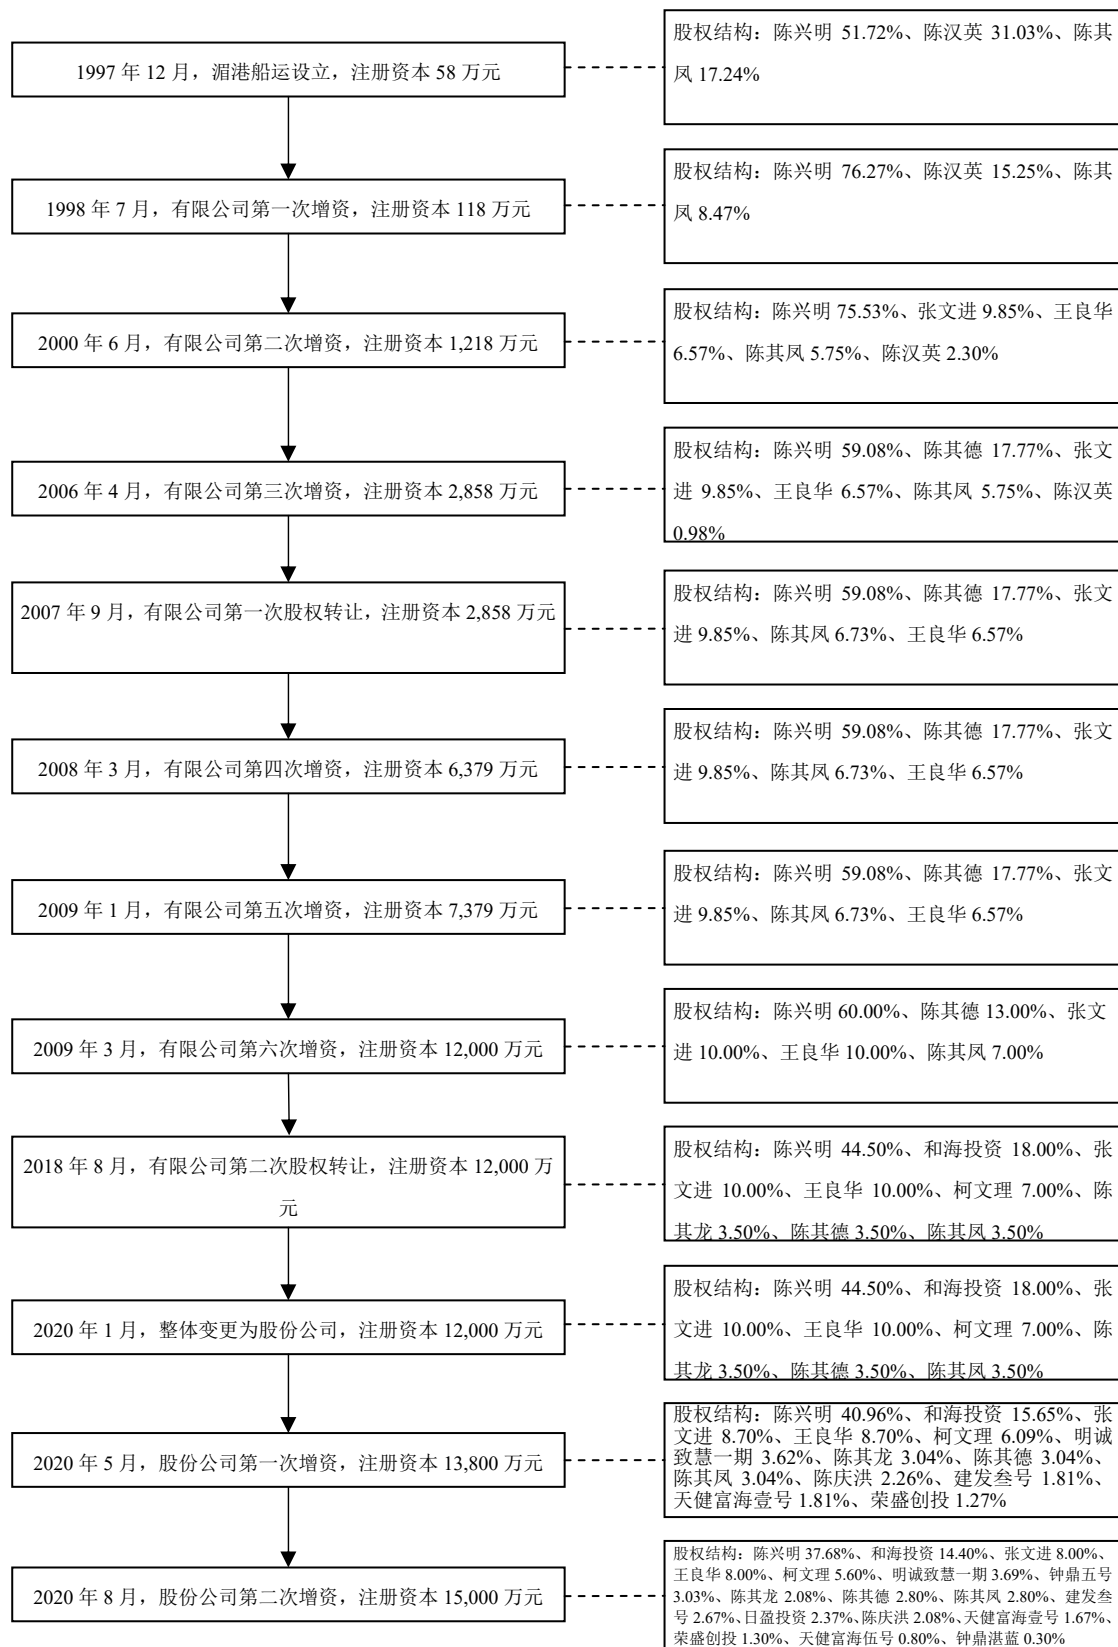 1997 年 12 月，湄港船运设立，注册资本 58 万元
股权结构：陈兴明 51.72%、陈汉英 31.03%、陈其
凤 17.24%
1998 年 7 月，有限公司第一次增资，注册资本 118 万元
股权结构：陈兴明 76.27%、陈汉英 15.25%、陈其
凤 8.47%
2000 年 6 月，有限公司第二次增资，注册资本 1,218 万元
股权结构：陈兴明 75.53%、张文进 9.85%、王良华
6.57%、陈其凤 5.75%、陈汉英 2.30%
2006 年 4 月，有限公司第三次增资，注册资本 2,858 万元
股权结构：陈兴明 59.08%、陈其德 17.77%、张文
进 9.85%、王良华 6.57%、陈其凤 5.75%、陈汉英
0.98%
2007 年 9 月，有限公司第一次股权转让，注册资本 2,858 万元
股权结构：陈兴明 59.08%、陈其德 17.77%、张文
进 9.85%、陈其凤 6.73%、王良华 6.57%
2008 年 3 月，有限公司第四次增资，注册资本 6,379 万元
股权结构：陈兴明 59.08%、陈其德 17.77%、张文
进 9.85%、陈其凤 6.73%、王良华 6.57%
2009 年 1 月，有限公司第五次增资，注册资本 7,379 万元
股权结构：陈兴明 59.08%、陈其德 17.77%、张文
进 9.85%、陈其凤 6.73%、王良华 6.57%
2009 年 3 月，有限公司第六次增资，注册资本 12,000 万元
股权结构：陈兴明 60.00%、陈其德 13.00%、张文
进 10.00%、王良华 10.00%、陈其凤 7.00%
2018 年 8 月，有限公司第二次股权转让，注册资本 12,000 万
元
股权结构：陈兴明 44.50%、和海投资 18.00%、张
文进 10.00%、王良华 10.00%、柯文理 7.00%、陈
其龙 3.50%、陈其德 3.50%、陈其凤 3.50%
2020 年 1 月，整体变更为股份公司，注册资本 12,000 万元
股权结构：陈兴明 44.50%、和海投资 18.00%、张
文进 10.00%、王良华 10.00%、柯文理 7.00%、陈
其龙 3.50%、陈其德 3.50%、陈其凤 3.50%
2020 年 5 月，股份公司第一次增资，注册资本 13,800 万元
股权结构：陈兴明 40.96%、和海投资 15.65%、张
文进 8.70%、王良华 8.70%、柯文理 6.09%、明诚
致慧一期 3.62%、陈其龙 3.04%、陈其德 3.04%、
陈其凤 3.04%、陈庆洪 2.26%、建发叁号 1.81%、
天健富海壹号 1.81%、荣盛创投 1.27%
2020 年 8 月，股份公司第二次增资，注册资本 15,000 万元
股权结构：陈兴明 37.68%、和海投资 14.40%、张文进 8.00%、
王良华 8.00%、柯文理 5.60%、明诚致慧一期 3.69%、钟鼎五号
3.03%、陈其龙 2.08%、陈其德 2.80%、陈其凤 2.80%、建发叁
号 2.67%、日盈投资 2.37%、陈庆洪 2.08%、天健富海壹号 1.67%、
荣盛创投 1.30%、天健富海伍号 0.80%、钟鼎湛蓝 0.30%